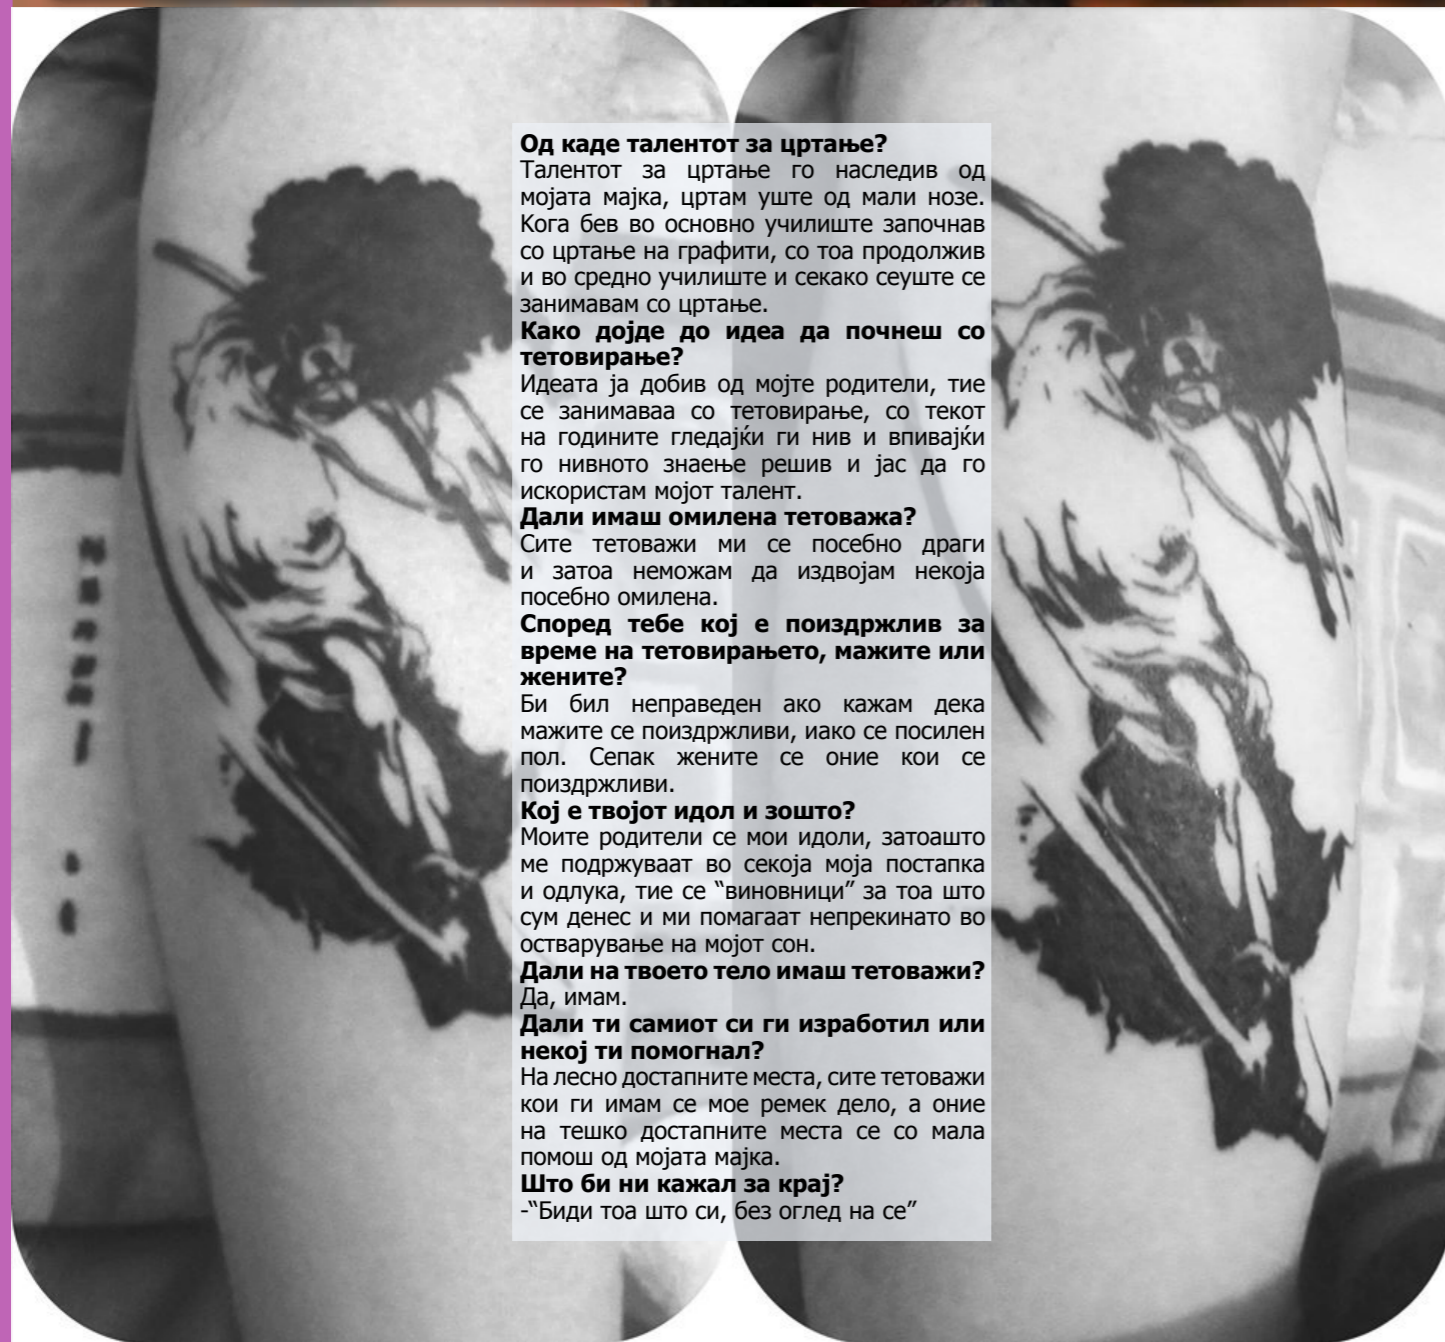 Од каде талентот за цртање?
Талентот за цртање го наследив од
мојата мајка, цртам уште од мали нозе.
Кога бев во основно училиште започнав
со цртање на графити, со тоа продолжив
и во средно училиште и секако сеуште се
занимавам со цртање.
Како дојде до идеа да почнеш со
тетовирање?
Идеата ја добив од мојте родители, тие
се занимаваа со тетовирање, со текот
на годините гледајќи ги нив и впивајќи
го нивното знаење решив и јас да го
искористам мојот талент.
Дали имаш омилена тетоважа?
Сите тетоважи ми се посебно драги
и затоа неможам да издвојам некоја
посебно омилена.
Според тебе кој е поиздржлив за
време на тетовирањето, мажите или
жените?
Би бил неправеден ако кажам дека
мажите се поиздржливи, иако се посилен
пол. Сепак жените се оние кои се
поиздржливи.
Кој е твојот идол и зошто?
Моите родители се мои идоли, затоашто
ме подржуваат во секоја моја постапка
и одлука, тие се “виновници” за тоа што
сум денес и ми помагаат непрекинато во
остварување на мојот сон.
Дали на твоето тело имаш тетоважи?
Да, имам.
Дали ти самиот си ги изработил или
некој ти помогнал?
На лесно достапните места, сите тетоважи
кои ги имам се мое ремек дело, а оние
на тешко достапните места се со мала
помош од мојата мајка.
Што би ни кажал за крај?
-“Биди тоа што си, без оглед на се”